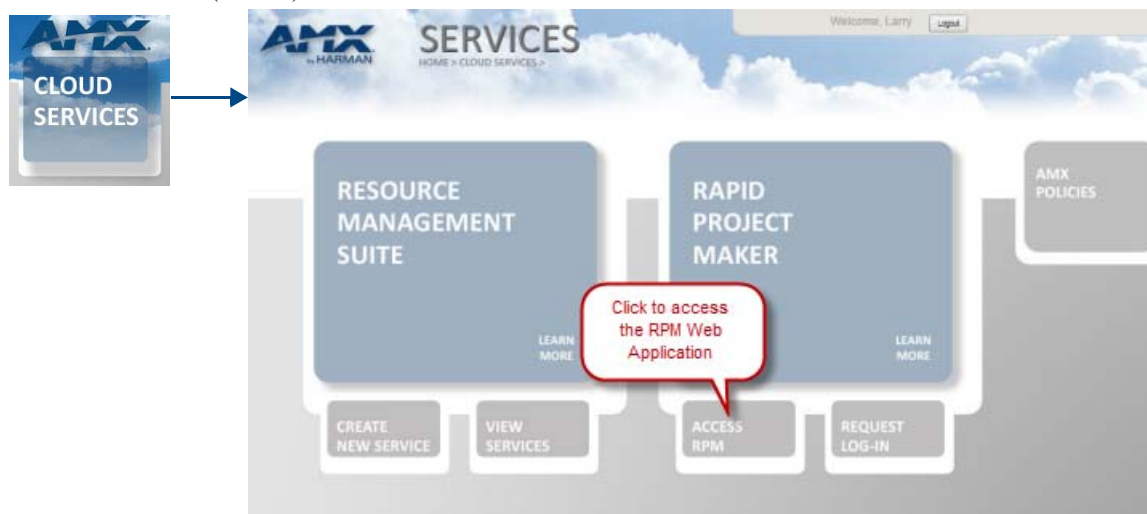 AMX
CLOUD
SERVICES
AMX
by HARMAN
SERVICES
HOME > CLOUD SERVICES >
Welcome, Larry
Logout
RESOURCE
MANAGEMENT
SUITE
LEARN
MORE
CREATE
NEW SERVICE
VIEW
SERVICES
RAPID
PROJECT
MAKER
Click to access
the RPM Web
Application
LEARN
MORE
ACCESS
RPM
REQUEST
LOG-IN
AMX
POLICIES